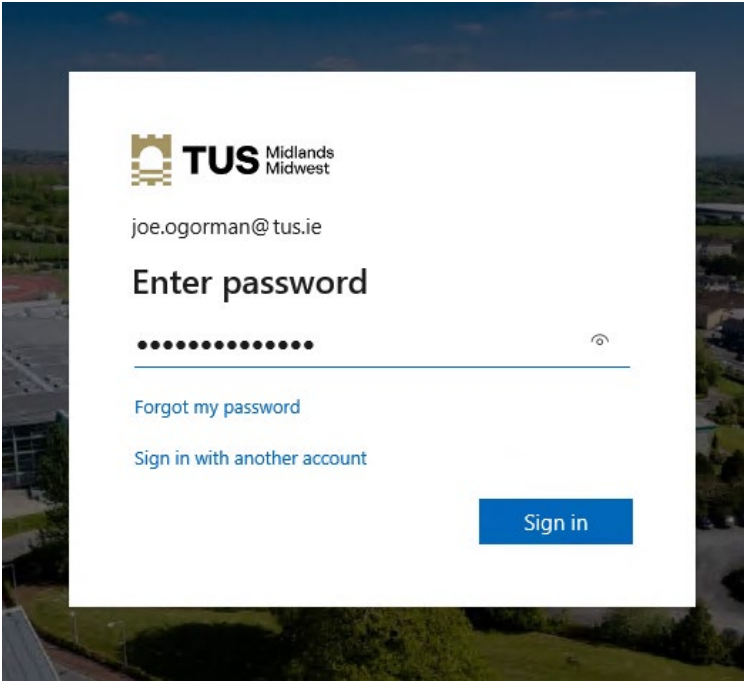 TUS Midlands
Midwest
joe.ogorman@tus.ie
Enter password
••••••••••••••
Forgot my password
Sign in with another account
Sign in